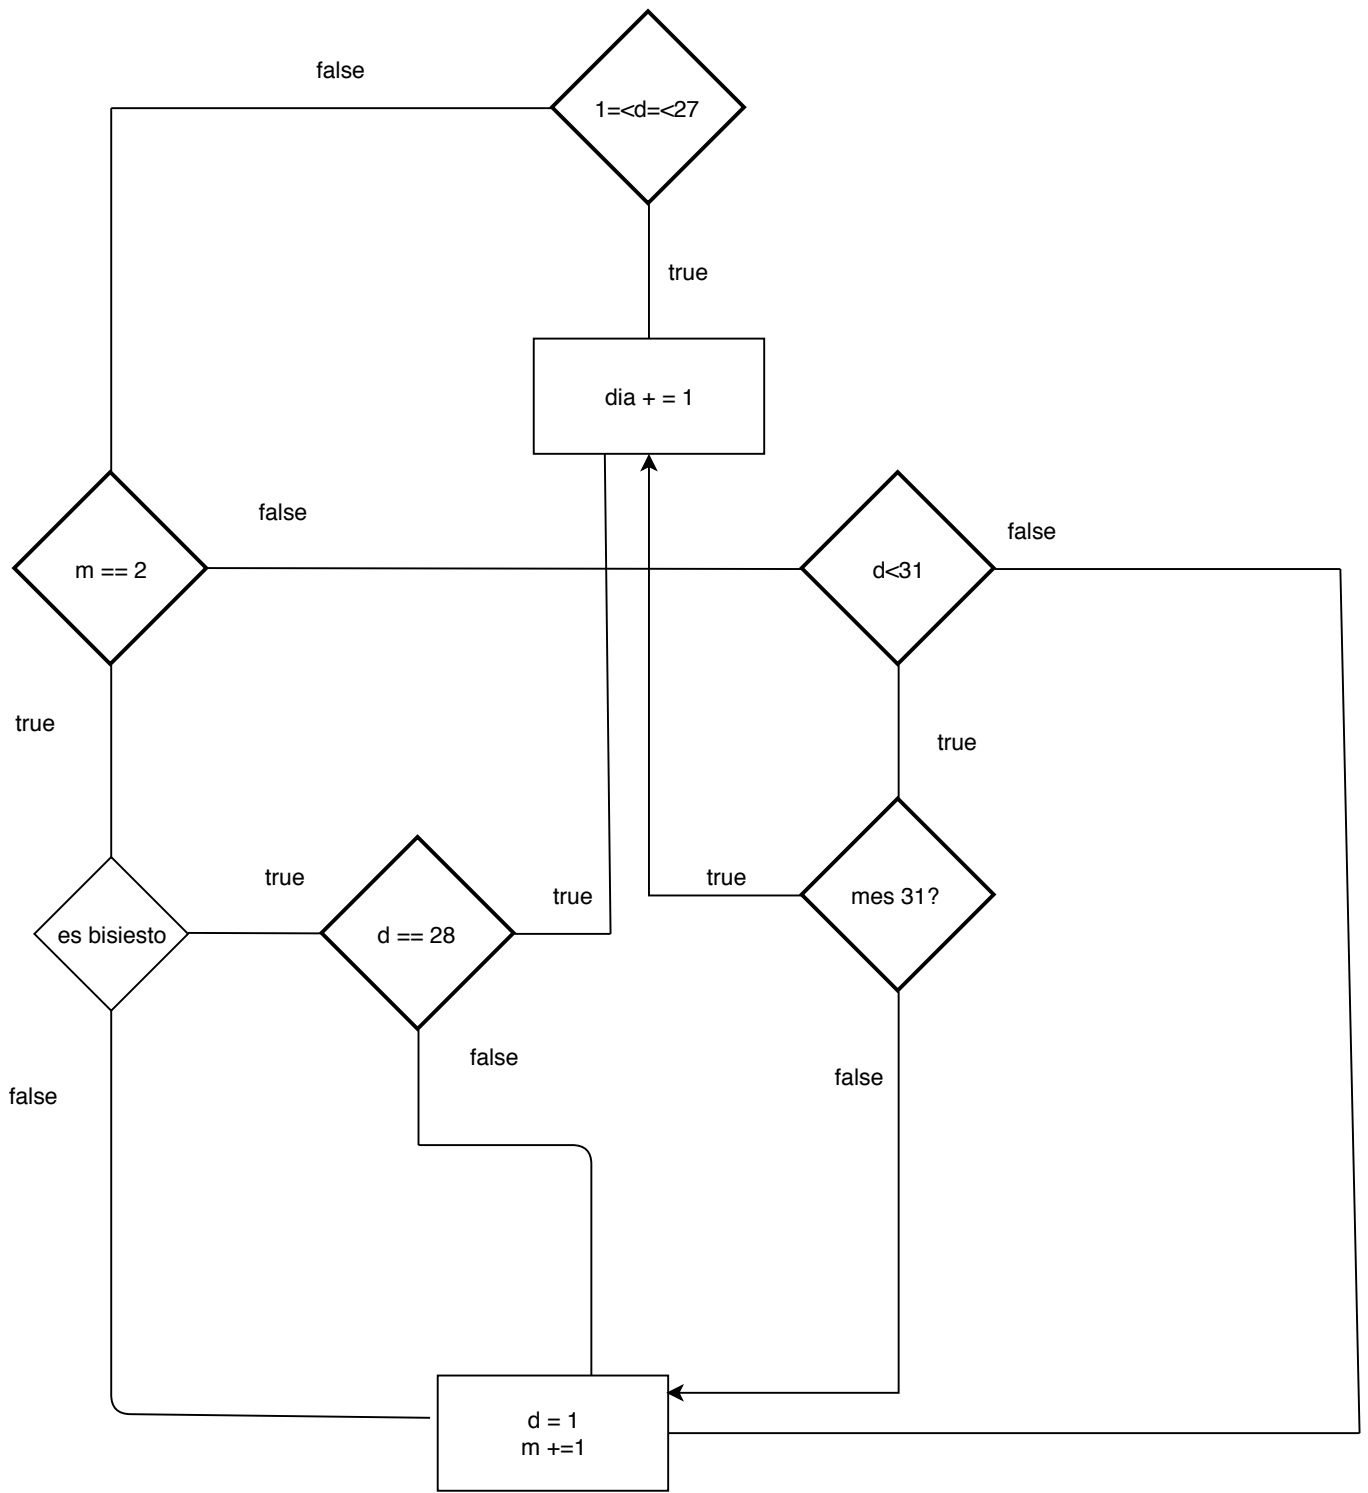 false
1=<d=<27
true
dia + = 1
false
false
m == 2
d<31
true
true
true
true
true
mes 31?
es bisiesto
d == 28
false
false
false
d = 1
m +=1